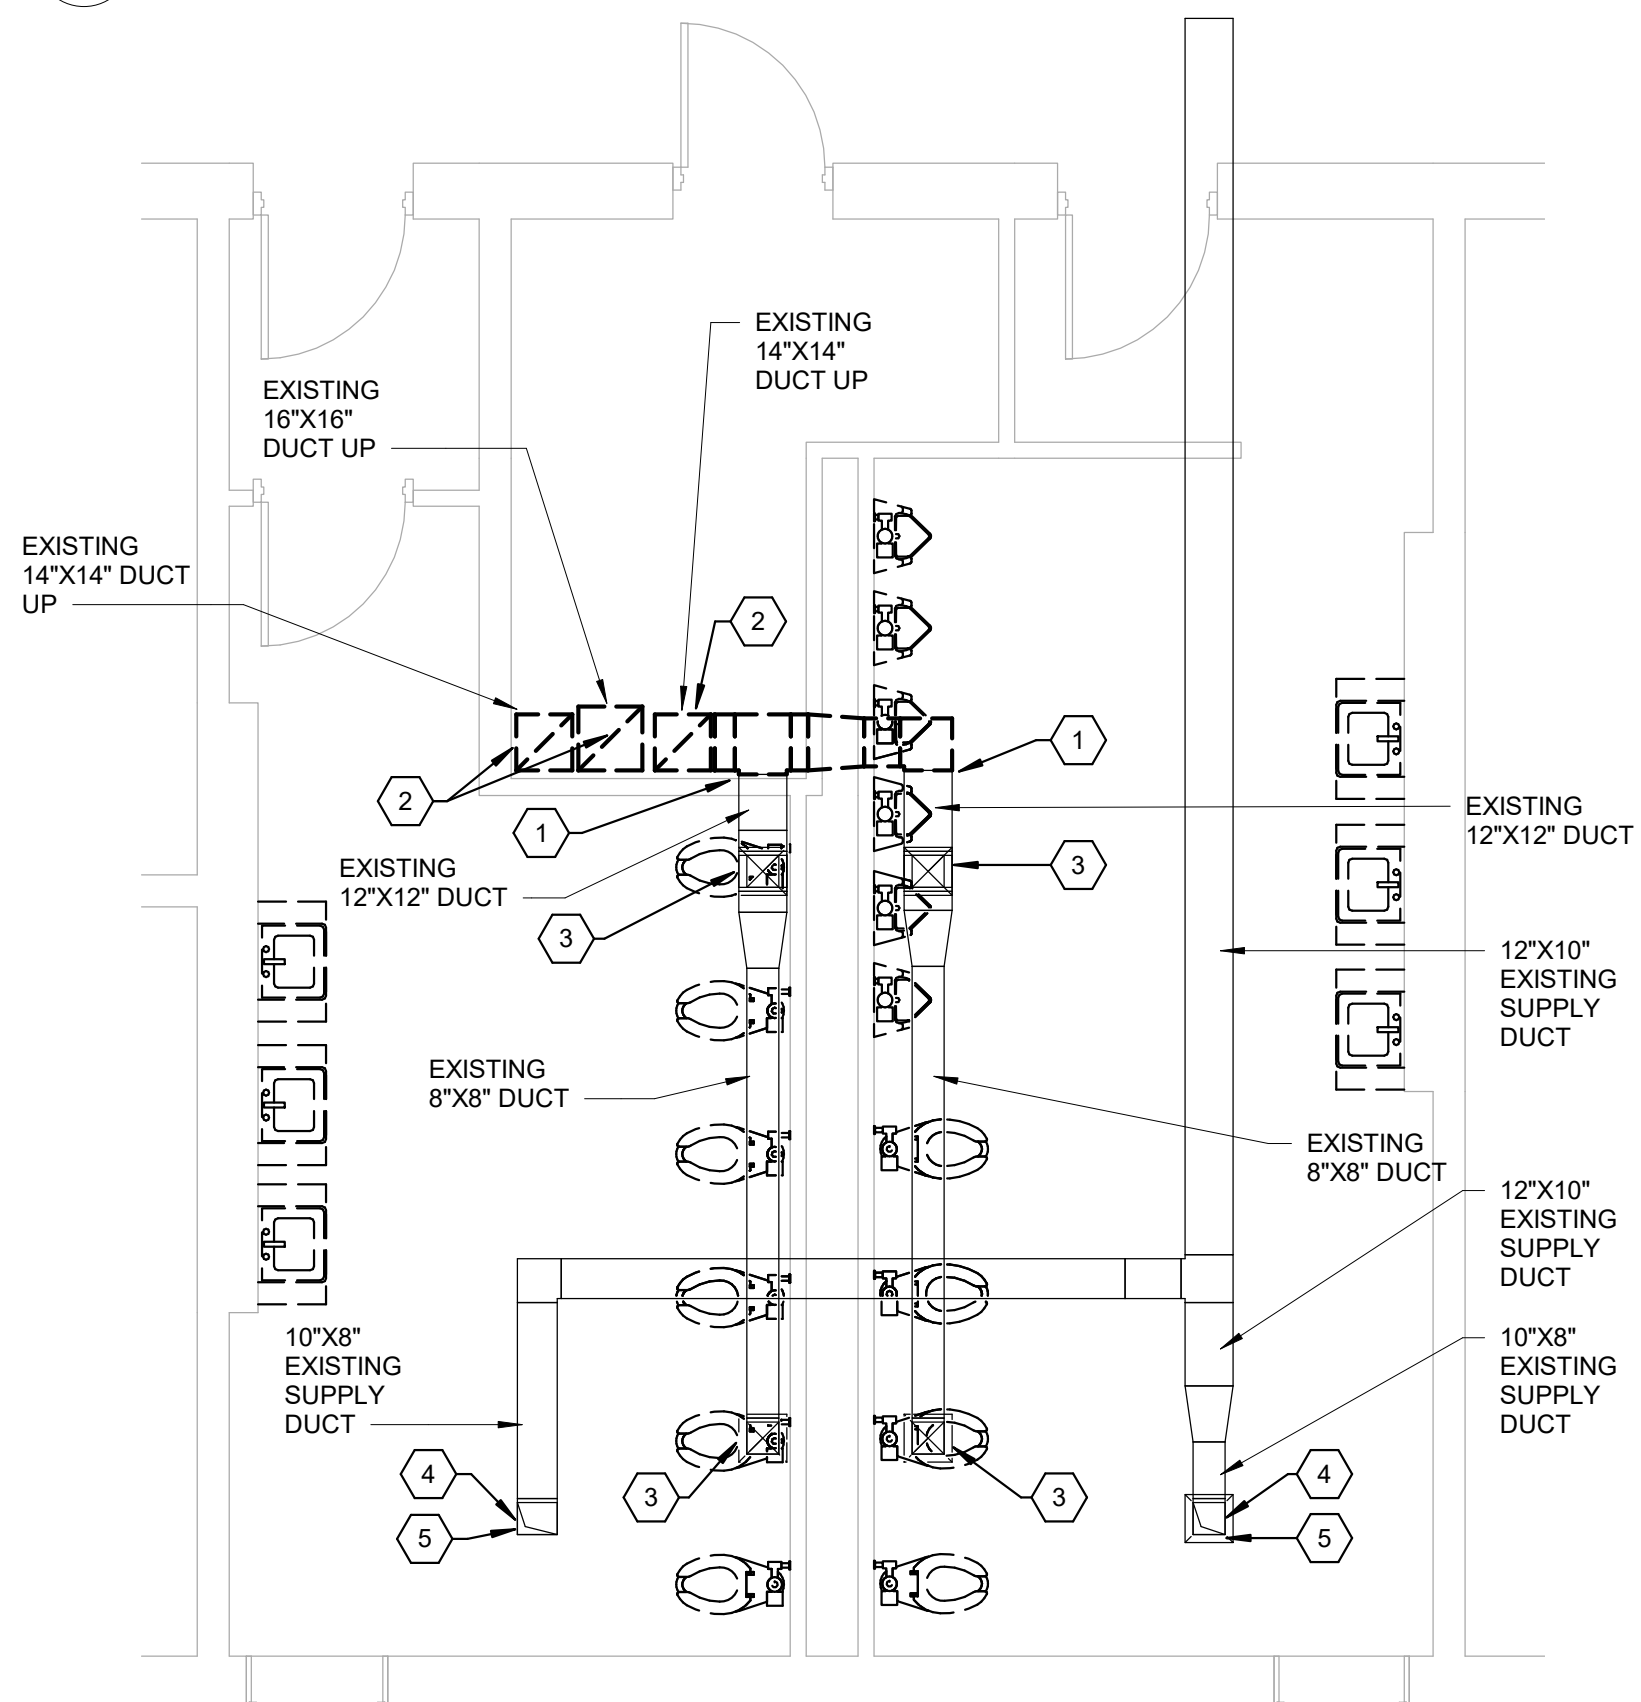 EXISTING
14"X14"
DUCT UP
EXISTING
16"X16"
DUCT UP
EXISTING
14"X14" DUCT
UP
2
1
2
1
EXISTING
12"X12" DUCT
3
EXISTING
12"X12" DUCT
3
12"X10"
EXISTING
SUPPLY
DUCT
EXISTING
8"X8" DUCT
EXISTING
8"X8" DUCT
12"X10"
EXISTING
SUPPLY
DUCT
10"X8"
EXISTING
SUPPLY
DUCT
10"X8"
EXISTING
SUPPLY
DUCT
4
3
3
4
5
5